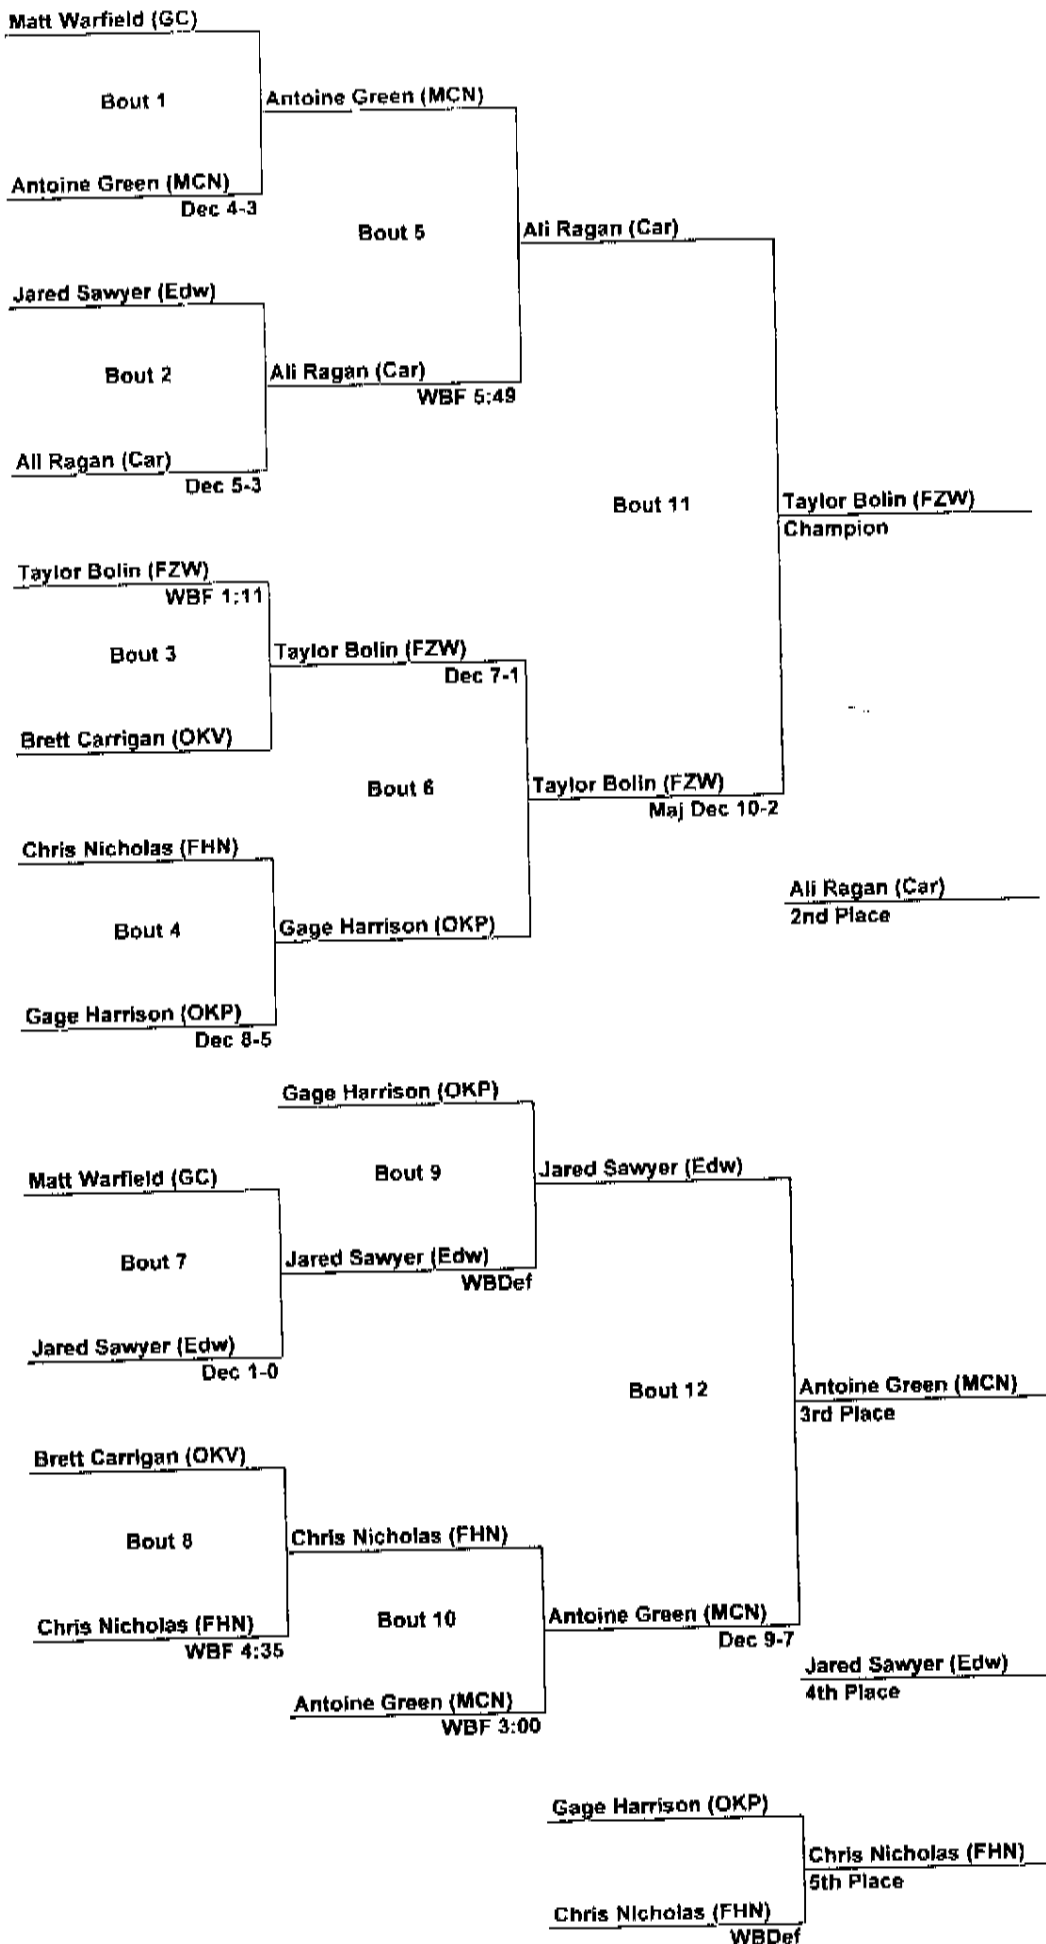 Matt Warfield (GC)
Bout 1
Antoine Green (MCN)
Antoine Green (MCN)
Dec 4-3
Bout 5
Ali Ragan (Car)
Jared Sawyer (Edw)
Bout 2
Ali Ragan (Car)
WBF 5:49
Ali Ragan (Car)
Dec 5-3
Bout 11
Taylor Bolin (FZW)
Champion
Taylor Bolin (FZW)
WBF 1:11
Bout 3
Taylor Bolin (FZW)
Dec 7-1
Brett Carrigan (OKV)
Bout 6
Taylor Bolin (FZW)
Maj Dec 10-2
Chris Nicholas (FHN)
Ali Ragan (Car)
2nd Place
Bout 4
Gage Harrison (OKP)
Gage Harrison (OKP)
Dec 8-5
Gage Harrison (OKP)
Bout 9
Jared Sawyer (Edw)
Matt Warfield (GC)
Bout 7
Jared Sawyer (Edw)
WBDef
Jared Sawyer (Edw)
Dec 1-0
Bout 12
Antoine Green (MCN)
3rd Place
Brett Carrigan (OKV)
Bout 8
Chris Nicholas (FHN)
Chris Nicholas (FHN)
WBF 4:35
Bout 10
Antoine Green (MCN)
Dec 9-7
Jared Sawyer (Edw)
4th Place
Antoine Green (MCN)
WBF 3:00
Gage Harrison (OKP)
Chris Nicholas (FHN)
5th Place
Chris Nicholas (FHN)
WBDef